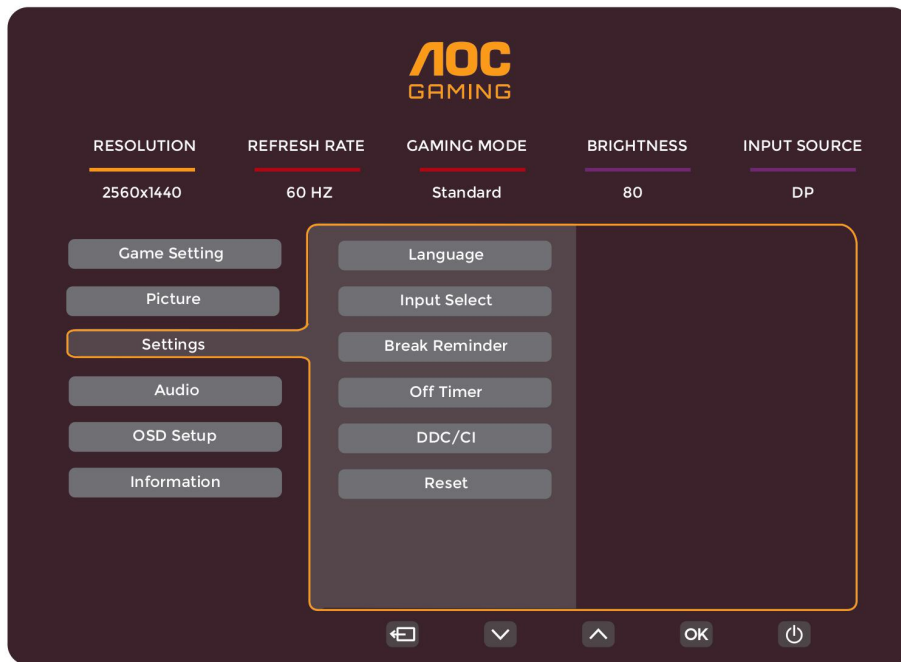 AOC
GAMING
RESOLUTION REFRESH RATE GAMING MODE BRIGHTNESS INPUT SOURCE
2560x1440 60 HZ Standard 80 DP
Game Setting Language
Picture Input Select
Settings Break Reminder
Audio Off Timer
OSD Setup DDC/CI
Information Reset
OK